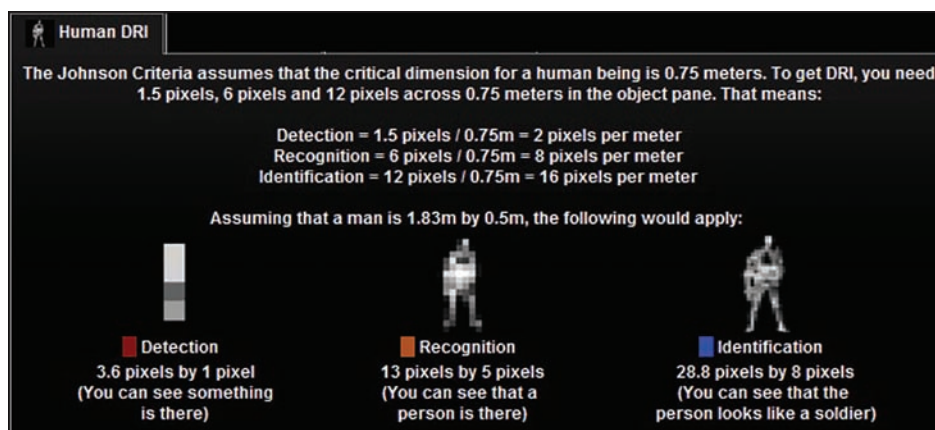 Human DRI
The Johnson Criteria assumes that the critical dimension for a human being is 0.75 meters. To get DRI, you need
1.5 pixels, 6 pixels and 12 pixels across 0.75 meters in the object pane. That means:
Detection = 1.5 pixels / 0.75m = 2 pixels per meter
Recognition = 6 pixels / 0.75m = 8 pixels per meter
Identification = 12 pixels / 0.75m = 16 pixels per meter
Assuming that a man is 1.83m by 0.5m, the following would apply:
Detection
3.6 pixels by 1 pixel
(You can see something
is there)
Recognition
13 pixels by 5 pixels
(You can see that a
person is there)
Identification
28.8 pixels by 8 pixels
(You can see that the
person looks like a soldier)